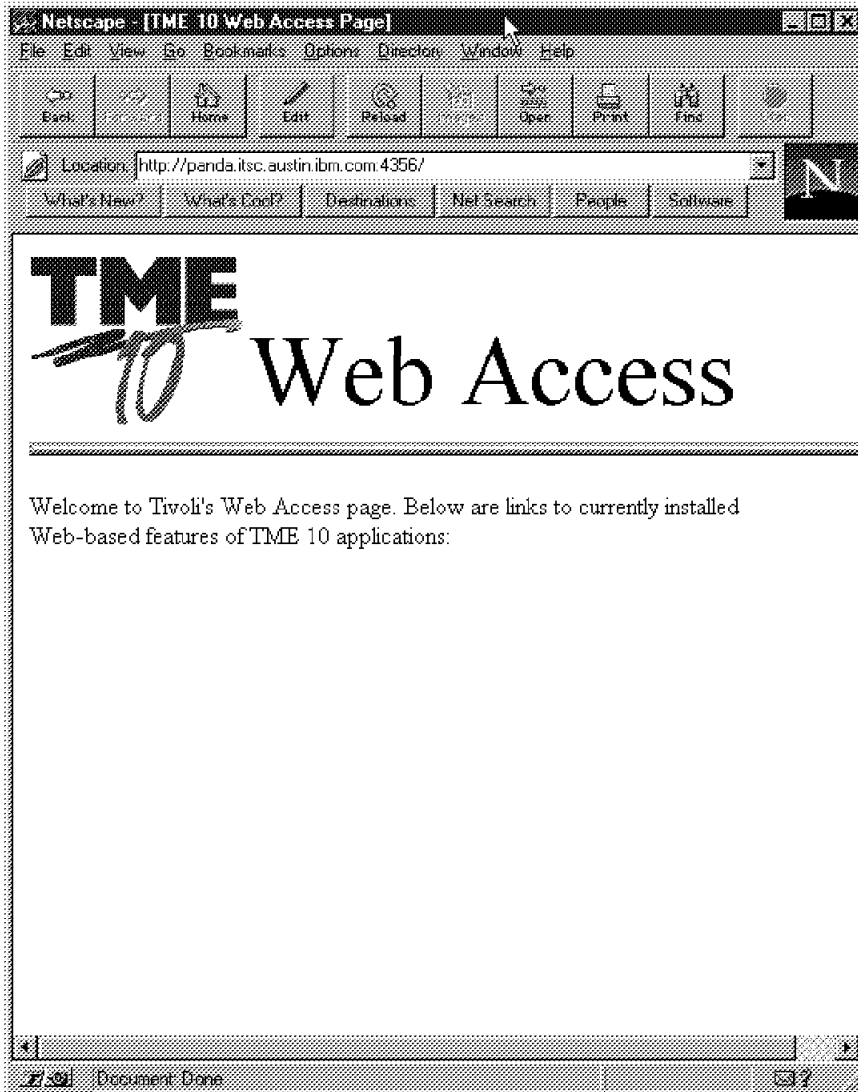 Netscape - [TME 10 Web Access Page]
File Edit View Go Bookmarks Options Directory Window Help
Back Forward Home Edit Reload Images Open Print Find Stop
Location: http://panda.itsc.austin.ibm.com:4356/
What's New? What's Cool? Destinations Net Search People Software
N
TME
10
Web Access
Welcome to Tivoli's Web Access page. Below are links to currently installed
Web-based features of TME 10 applications:
Document: Done